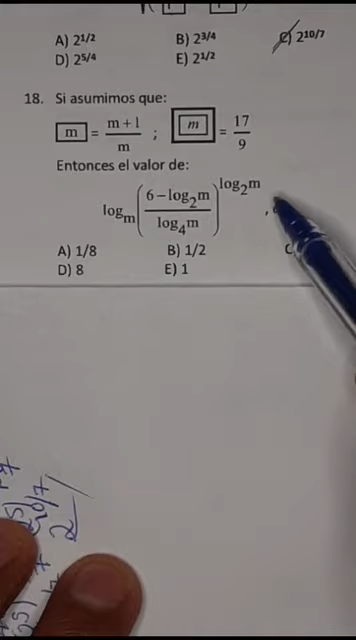 A) 2^1/2 B) 2^3/4 C) 2^10/7
D) 2^5/4 E) 2^1/2
18. Si asumimos que:
[m] = (m + 1)/m ; [[m]] = 17/9
Entonces el valor de:
log_m((6 − log_2 m)/(log_4 m))^(log_2 m) ,
A) 1/8 B) 1/2 C
D) 8 E) 1